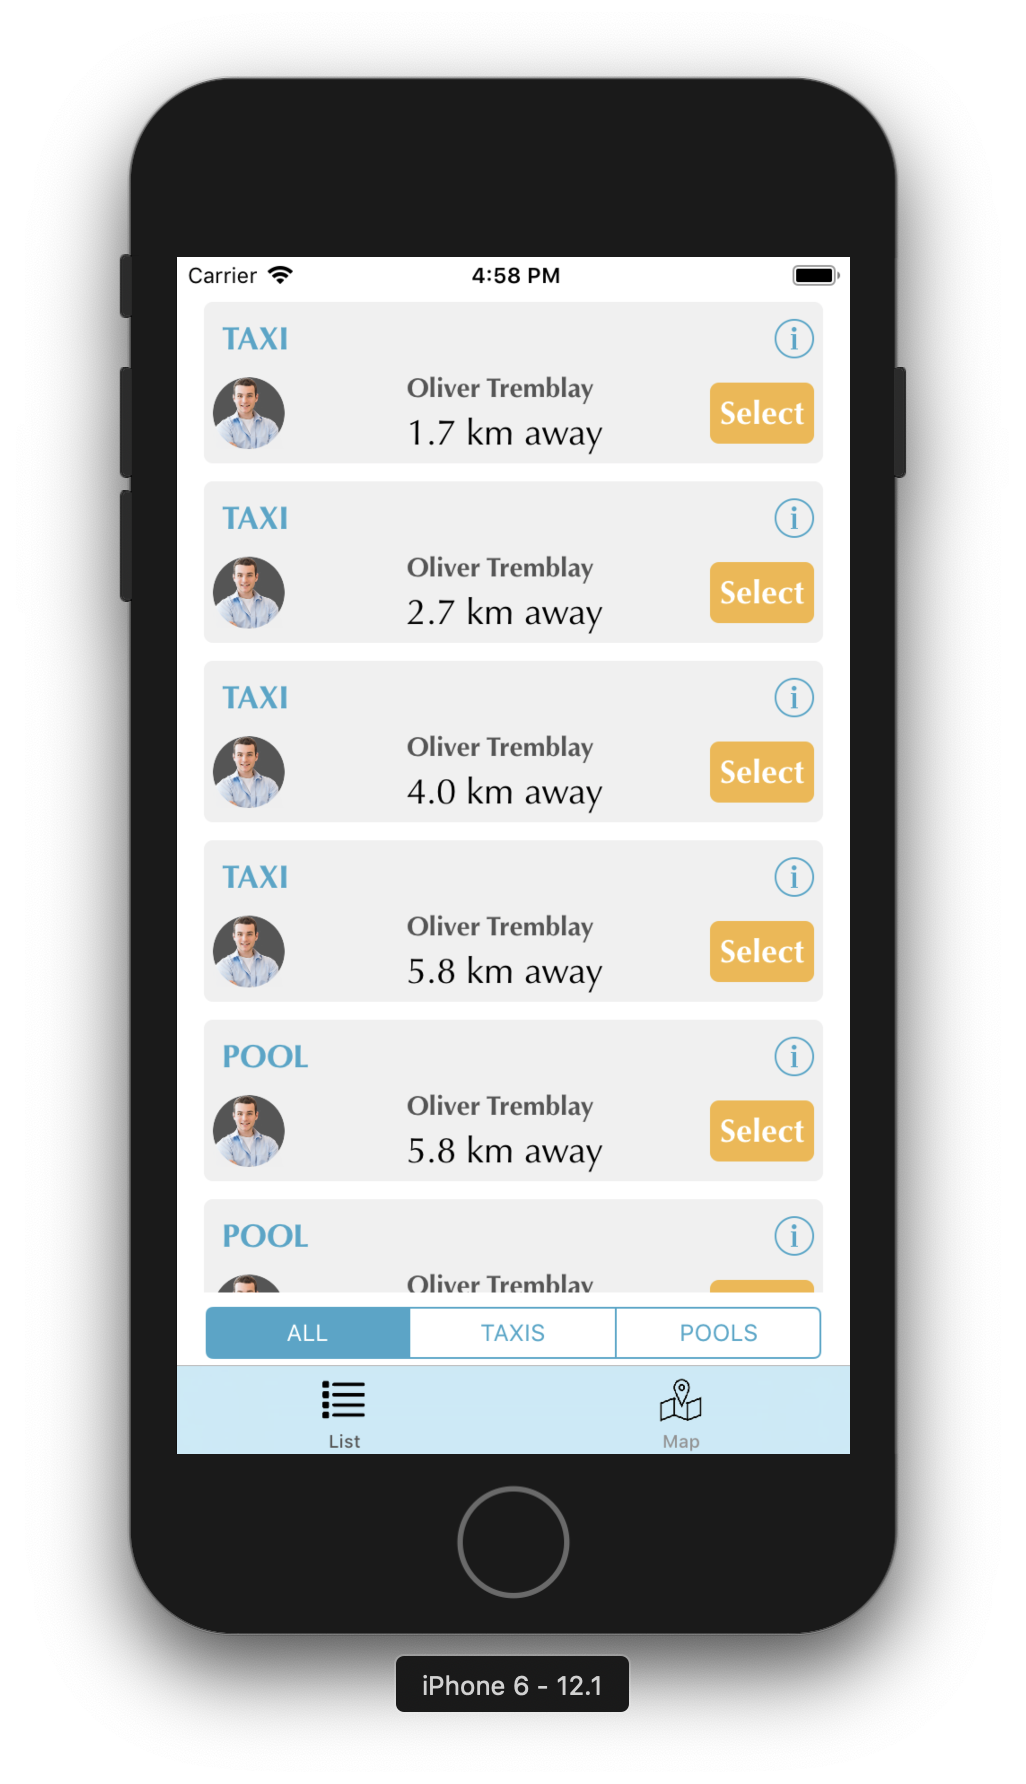 Carrier 4:58 PM
TAXI i
Oliver Tremblay
1.7 km away
Select
TAXI i
Oliver Tremblay
2.7 km away
Select
TAXI i
Oliver Tremblay
4.0 km away
Select
TAXI i
Oliver Tremblay
5.8 km away
Select
POOL i
Oliver Tremblay
5.8 km away
Select
POOL i
Oliver Tremblay
ALL TAXIS POOLS
List Map
iPhone 6 - 12.1